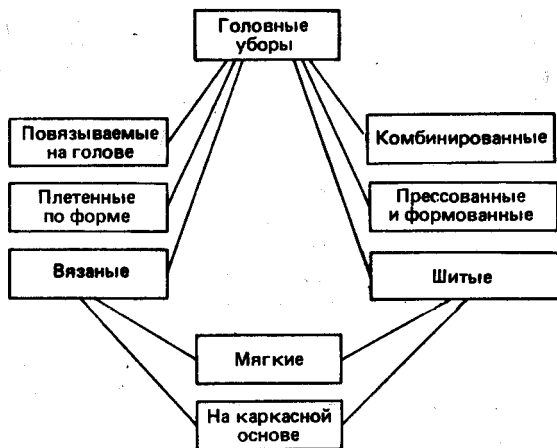 Головные
уборы
Повязываемые
на голове
Комбинированные
Плетенные
по форме
Прессованные
и формованные
Вязаные
Шитые
Мягкие
На каркасной
основе